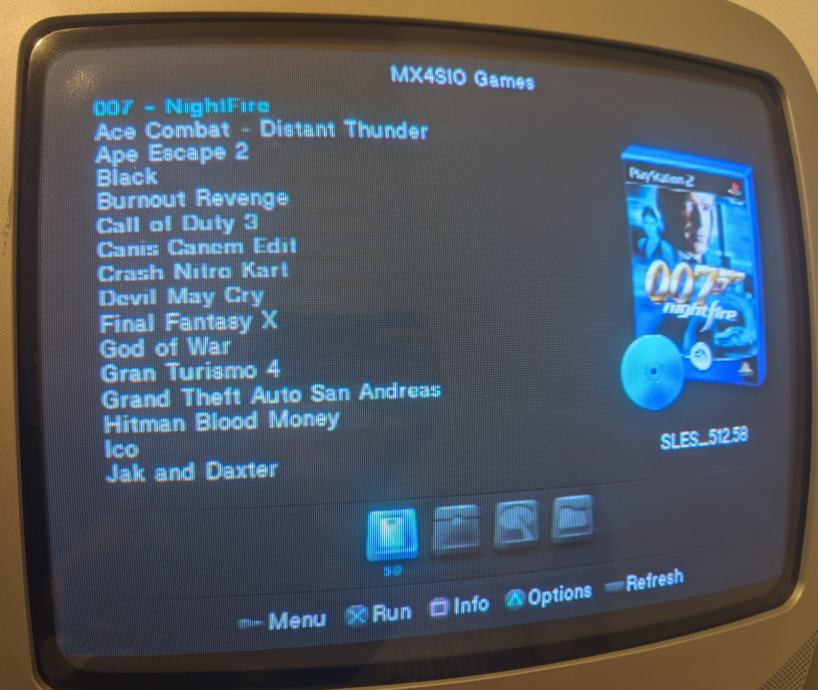 MX4SIO Games
007 - NightFire
Ace Combat - Distant Thunder
Ape Escape 2
Black
Burnout Revenge
Call of Duty 3
Canis Canem Edit
Crash Nitro Kart
Devil May Cry
Final Fantasy X
God of War
Gran Turismo 4
Grand Theft Auto San Andreas
Hitman Blood Money
Ico
Jak and Daxter
PlayStation 2
007
nightfire
EA
SLES_512.58
Menu
Run
Info
Options
Refresh